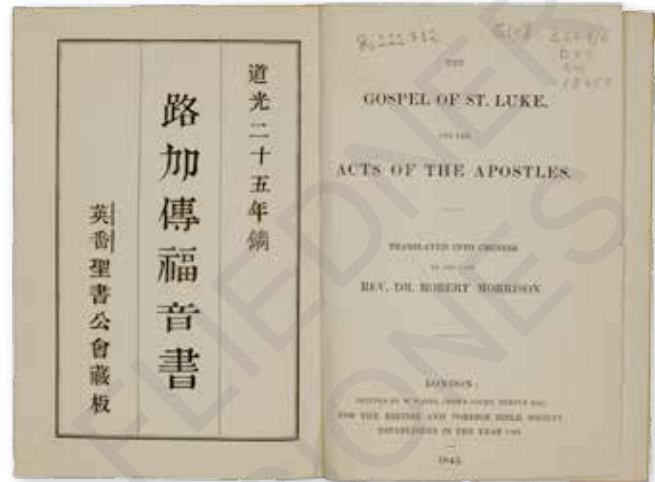 道光二十五年鐫
路加傳福音書
英番聖書公會藏板
THE
GOSPEL OF ST. LUKE,
AND THE
ACTS OF THE APOSTLES.
TRANSLATED INTO CHINESE
BY THE LATE
REV. DR. ROBERT MORRISON
LONDON:
FOR THE BRITISH AND FOREIGN BIBLE SOCIETY
1845.
FLIEDNER